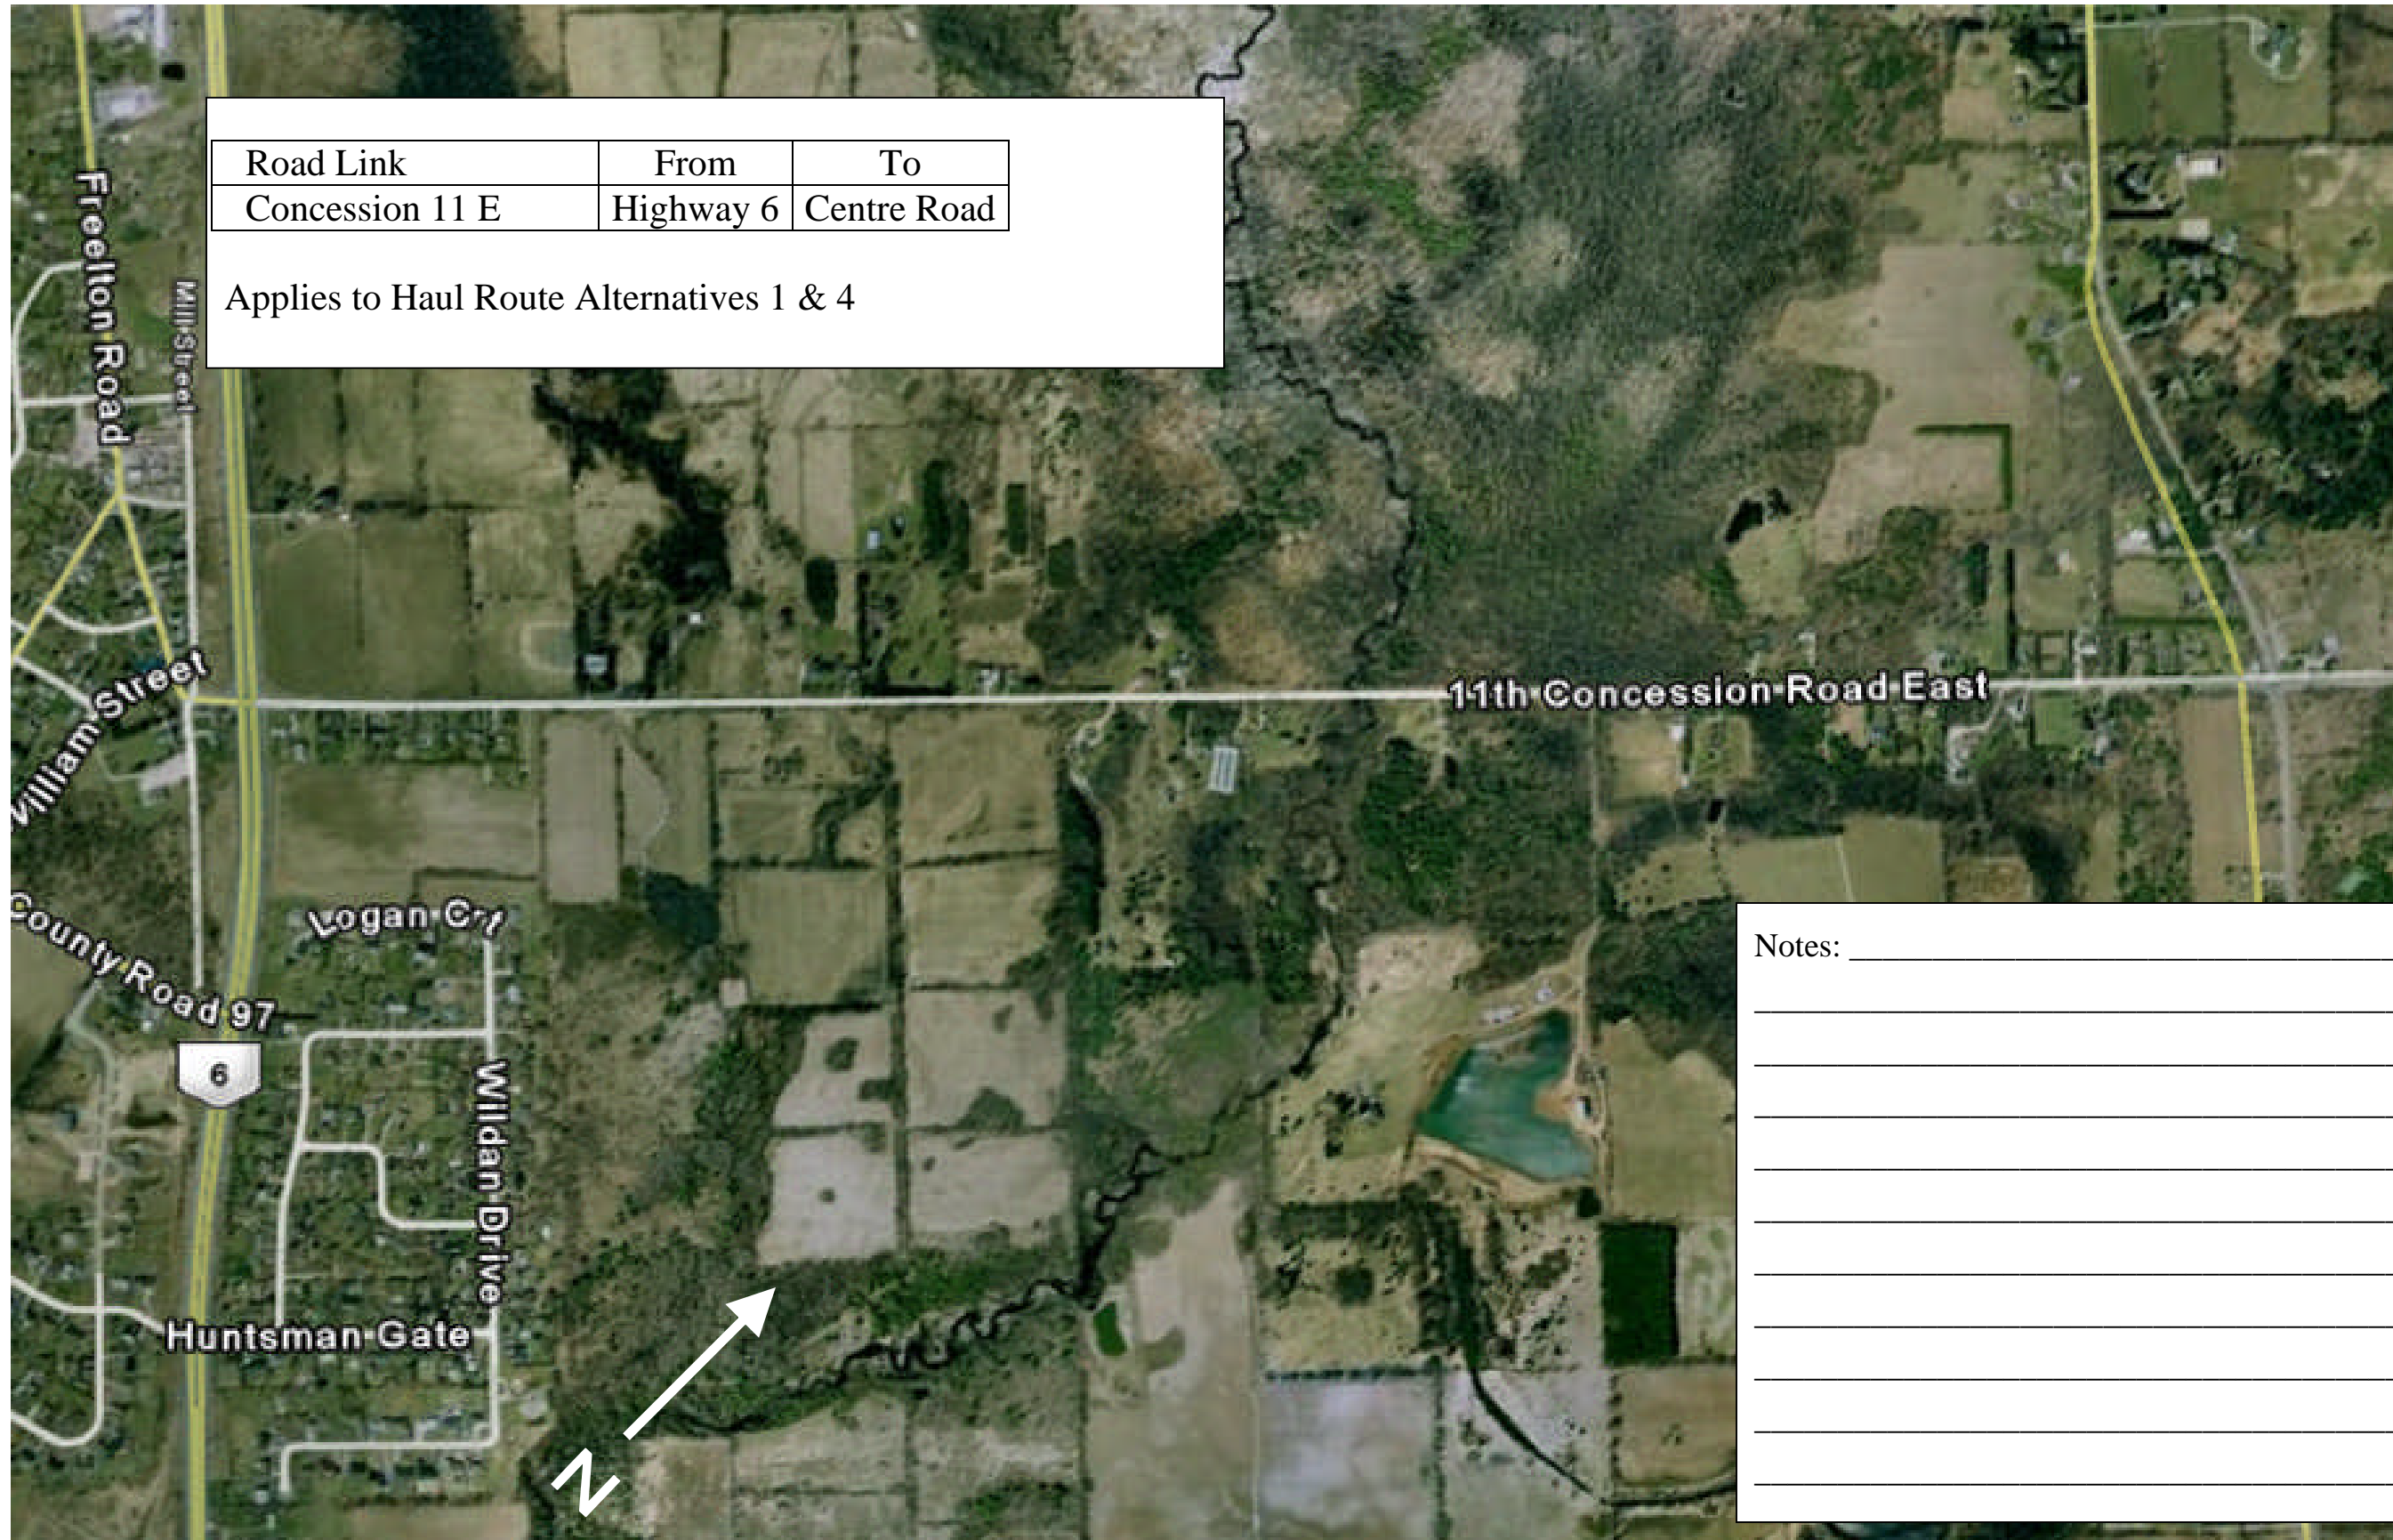 Road Link From To
Concession 11 E Highway 6 Centre Road
Applies to Haul Route Alternatives 1 & 4
Freelton Road
Mill Street
William Street
11th Concession Road East
County Road 97
6
Logan Crt
Wildan Drive
Huntsman Gate
N
Notes: